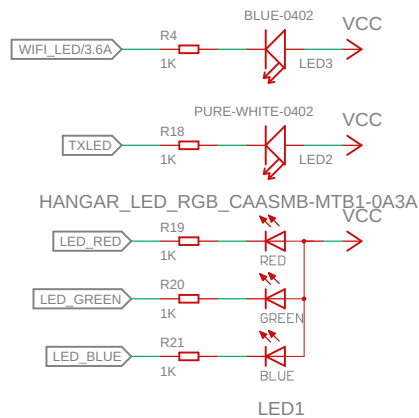 BLUE-0402
VCC
R4
WIFI_LED/3.6A
1K
LED3
PURE-WHITE-0402
VCC
R18
TXLED
1K
LED2
HANGAR_LED_RGB_CAASMB-MTB1-0A3A
VCC
R19
LED_RED
1K
RED
R20
LED_GREEN
1K
GREEN
R21
LED_BLUE
1K
BLUE
LED1